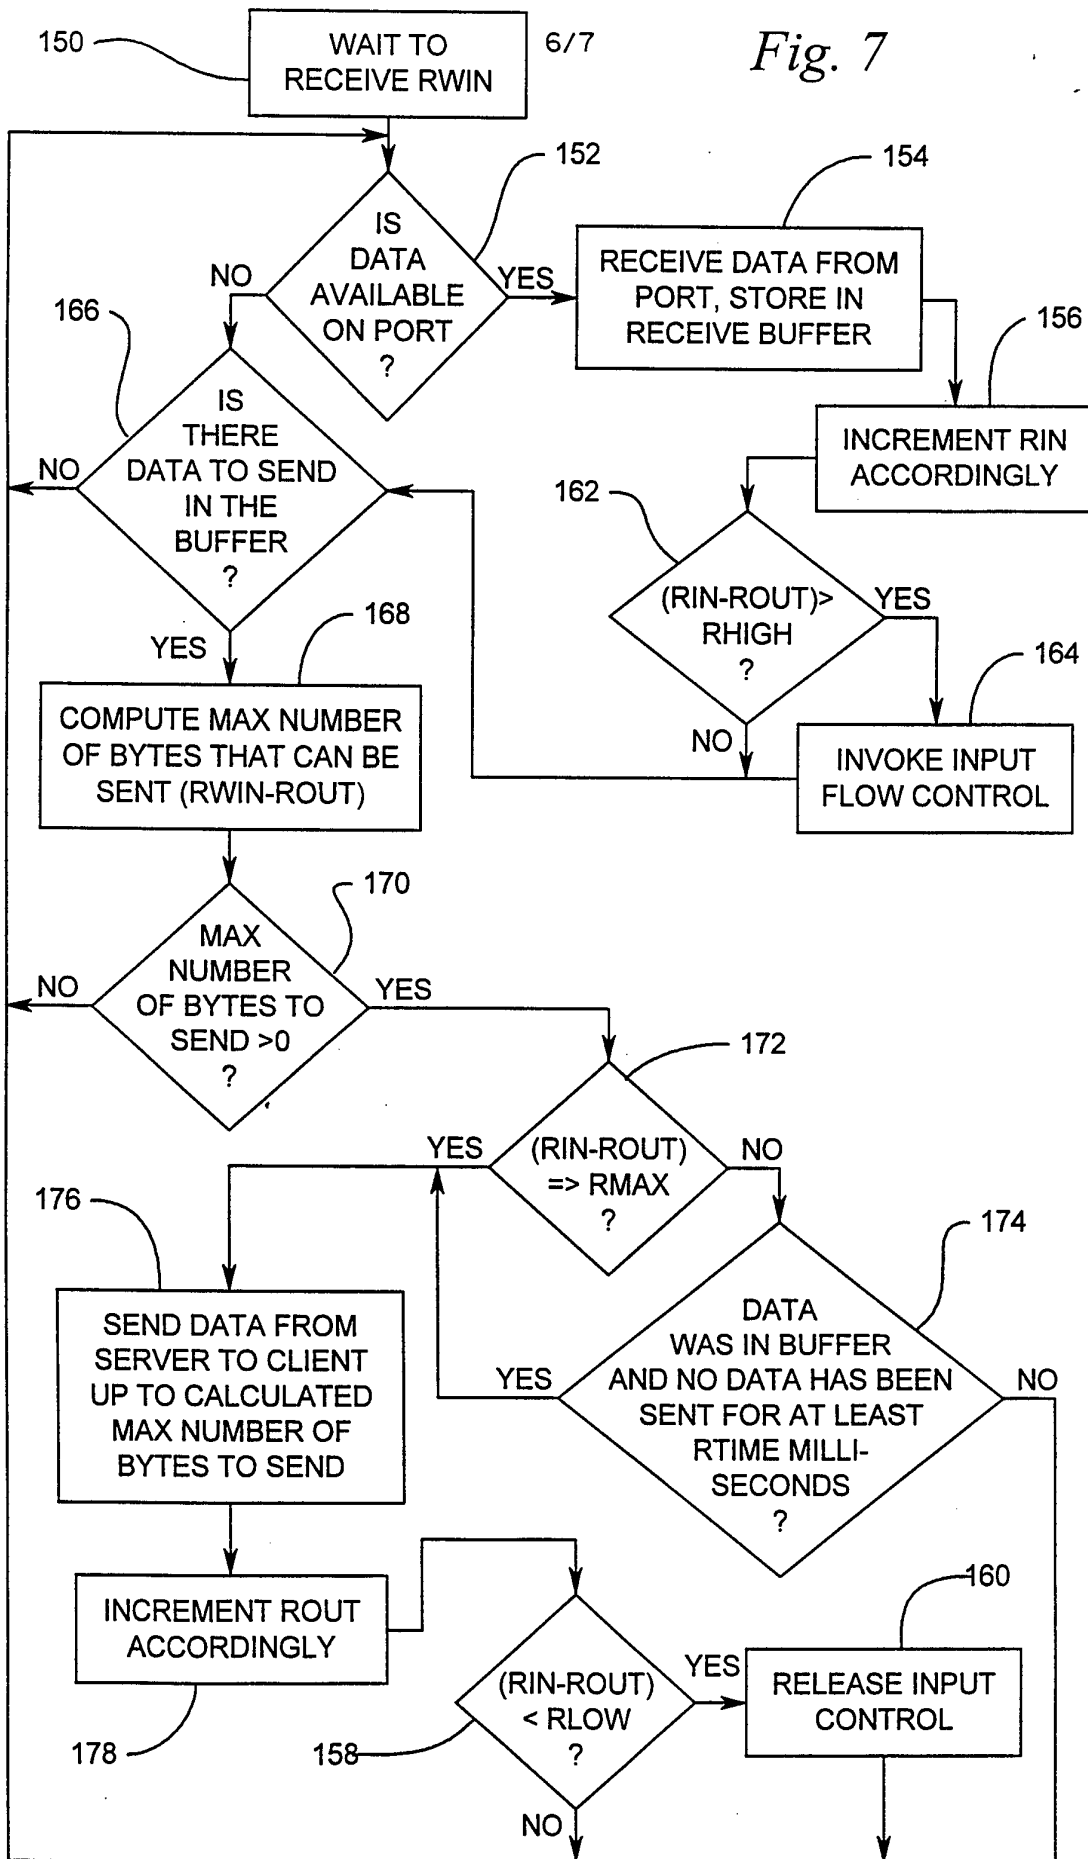 150
WAIT TO
RECEIVE RWIN
6/7
Fig. 7
152
154
IS
DATA
AVAILABLE
ON PORT
?
NO
YES
RECEIVE DATA FROM
PORT, STORE IN
RECEIVE BUFFER
166
156
IS
THERE
DATA TO SEND
IN THE
BUFFER
?
NO
INCREMENT RIN
ACCORDINGLY
162
(RIN-ROUT)>
RHIGH
?
YES
164
YES
168
COMPUTE MAX NUMBER
OF BYTES THAT CAN BE
SENT (RWIN-ROUT)
NO
INVOKE INPUT
FLOW CONTROL
170
MAX
NUMBER
OF BYTES TO
SEND >0
?
NO
YES
172
(RIN-ROUT)
=> RMAX
?
YES
NO
176
174
SEND DATA FROM
SERVER TO CLIENT
UP TO CALCULATED
MAX NUMBER OF
BYTES TO SEND
DATA
WAS IN BUFFER
AND NO DATA HAS BEEN
SENT FOR AT LEAST
RTIME MILLI-
SECONDS
?
YES
NO
160
INCREMENT ROUT
ACCORDINGLY
178
(RIN-ROUT)
< RLOW
?
158
YES
RELEASE INPUT
CONTROL
NO